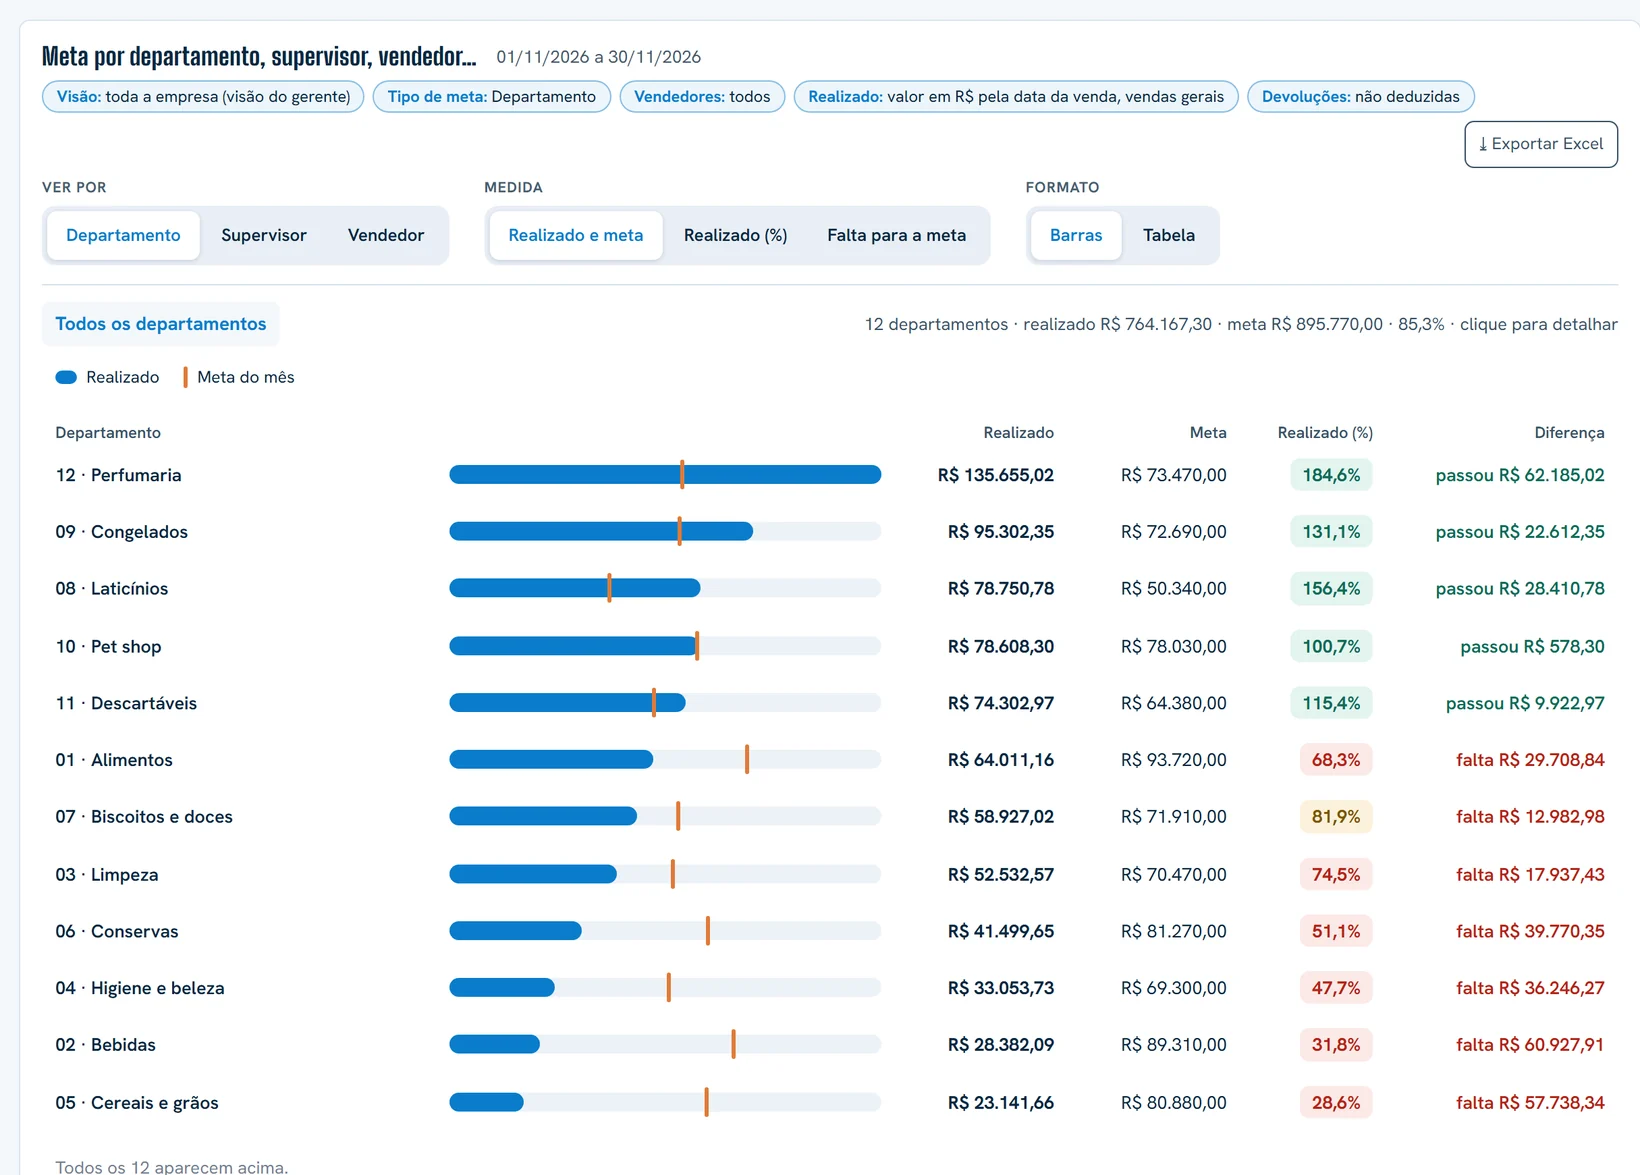 Meta por departamento, supervisor, vendedor... 01/11/2026 a 30/11/2026
Visão: toda a empresa (visão do gerente) Tipo de meta: Departamento Vendedores: todos Realizado: valor em R$ pela data da venda, vendas gerais Devoluções: não deduzidas
⤓ Exportar Excel
VER POR MEDIDA FORMATO
Departamento Supervisor Vendedor Realizado e meta Realizado (%) Falta para a meta Barras Tabela
Todos os departamentos 12 departamentos · realizado R$ 764.167,30 · meta R$ 895.770,00 · 85,3% · clique para detalhar
Realizado Meta do mês
Departamento Realizado Meta Realizado (%) Diferença
12 · Perfumaria R$ 135.655,02 R$ 73.470,00 184,6% passou R$ 62.185,02
09 · Congelados R$ 95.302,35 R$ 72.690,00 131,1% passou R$ 22.612,35
08 · Laticínios R$ 78.750,78 R$ 50.340,00 156,4% passou R$ 28.410,78
10 · Pet shop R$ 78.608,30 R$ 78.030,00 100,7% passou R$ 578,30
11 · Descartáveis R$ 74.302,97 R$ 64.380,00 115,4% passou R$ 9.922,97
01 · Alimentos R$ 64.011,16 R$ 93.720,00 68,3% falta R$ 29.708,84
07 · Biscoitos e doces R$ 58.927,02 R$ 71.910,00 81,9% falta R$ 12.982,98
03 · Limpeza R$ 52.532,57 R$ 70.470,00 74,5% falta R$ 17.937,43
06 · Conservas R$ 41.499,65 R$ 81.270,00 51,1% falta R$ 39.770,35
04 · Higiene e beleza R$ 33.053,73 R$ 69.300,00 47,7% falta R$ 36.246,27
02 · Bebidas R$ 28.382,09 R$ 89.310,00 31,8% falta R$ 60.927,91
05 · Cereais e grãos R$ 23.141,66 R$ 80.880,00 28,6% falta R$ 57.738,34
Todos os 12 aparecem acima.